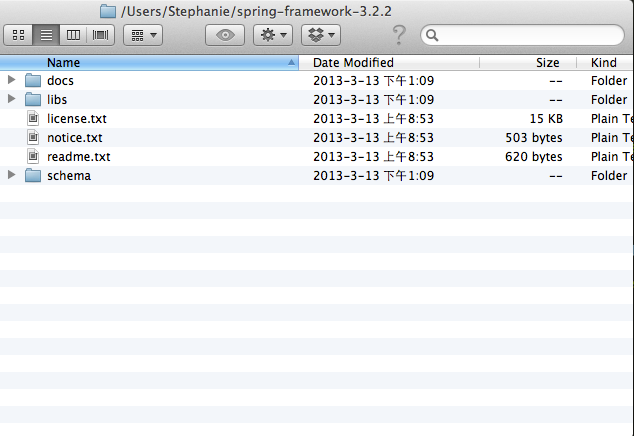 /Users/Stephanie/spring-framework-3.2.2
Name Date Modified Size Kind
docs 2013-3-13 下午1:09 -- Folder
libs 2013-3-13 下午1:09 -- Folder
license.txt 2013-3-13 上午8:53 15 KB Plain Te
notice.txt 2013-3-13 上午8:53 503 bytes Plain Te
readme.txt 2013-3-13 上午8:53 620 bytes Plain Te
schema 2013-3-13 下午1:09 -- Folder